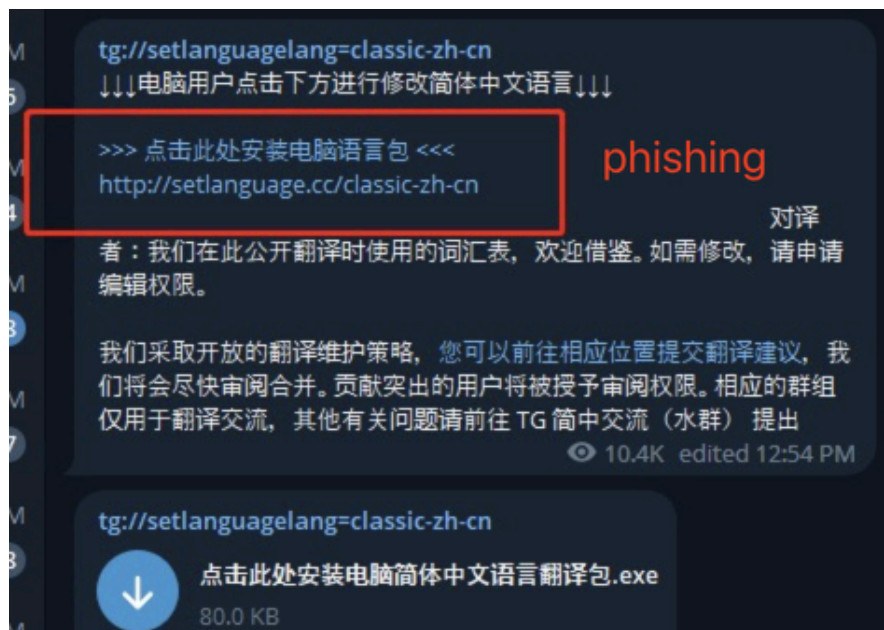 tg://setlanguagelang=classic-zh-cn
↓↓↓电脑用户点击下方进行修改简体中文语言↓↓↓
>>> 点击此处安装电脑语言包 <<<
http://setlanguage.cc/classic-zh-cn
phishing
对译
者：我们在此公开翻译时使用的词汇表，欢迎借鉴。如需修改，请申请
编辑权限。
我们采取开放的翻译维护策略，您可以前往相应位置提交翻译建议，我
们将会尽快审阅合并。贡献突出的用户将被授予审阅权限。相应的群组
仅用于翻译交流，其他有关问题请前往 TG 简中交流（水群） 提出
10.4K edited 12:54 PM
tg://setlanguagelang=classic-zh-cn
点击此处安装电脑简体中文语言翻译包.exe
80.0 KB